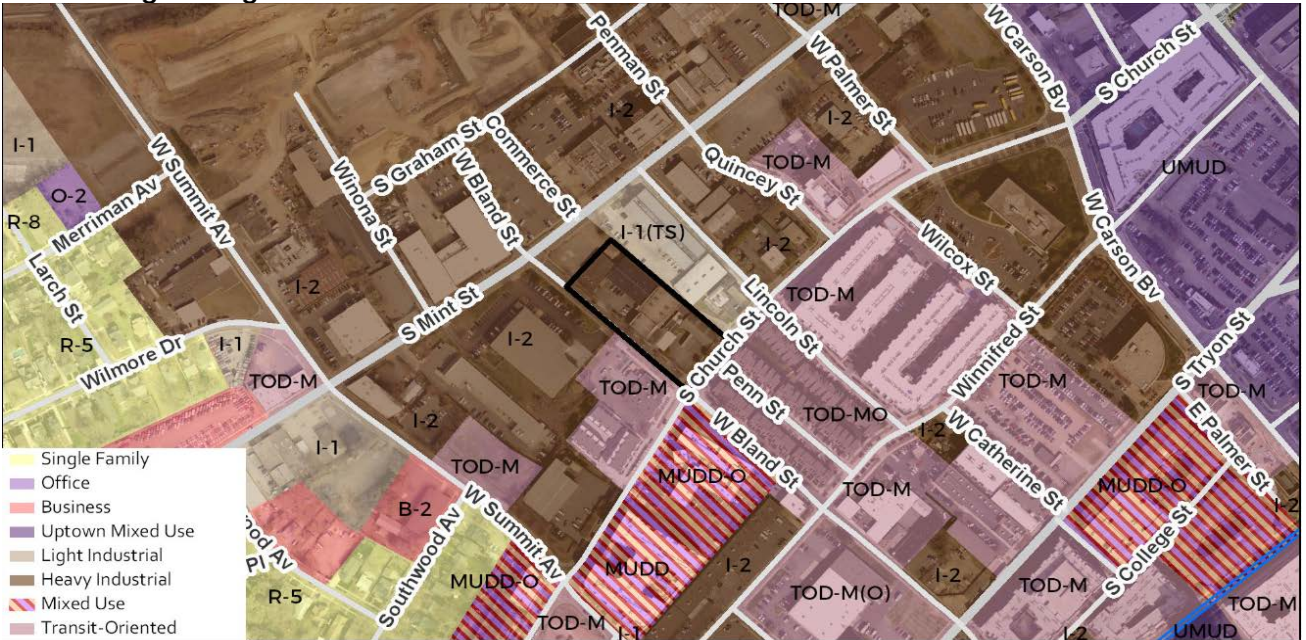 TOD-M
Penman St
W Carson Bv
W Palmer St
S Church St
I-2
I-2
S Graham St
Commerce St
W Summit Av
I-1
TOD-M
Quincey St
UMUD
O-2
Winona St
W Bland St
Merriman Av
R-8
I-1(TS)
I-2
Wilcox St
W Carson Bv
Larch St
I-2
S Mint St
Lincoln St
TOD-M
R-5
I-1
I-2
Winnifred St
S Tryon St
Wilmore Dr
TOD-M
TOD-M
S Church St
Penn St
TOD-M
TOD-M
E Palmer St
TOD-MO
I-2
I-1
TOD-M
W Bland St
I-2
W Catherine St
MUDD-O
MUDD-O
TOD-M
I-2
B-2
W Summit Av
S College St
Southwood Av
MUDD
I-2
TOD-M
R-5
MUDD-O
TOD-M(O)
TOD-M
TOD-M
I-1
UMUD
Single Family
Office
Business
Uptown Mixed Use
Light Industrial
Heavy Industrial
Mixed Use
Transit-Oriented